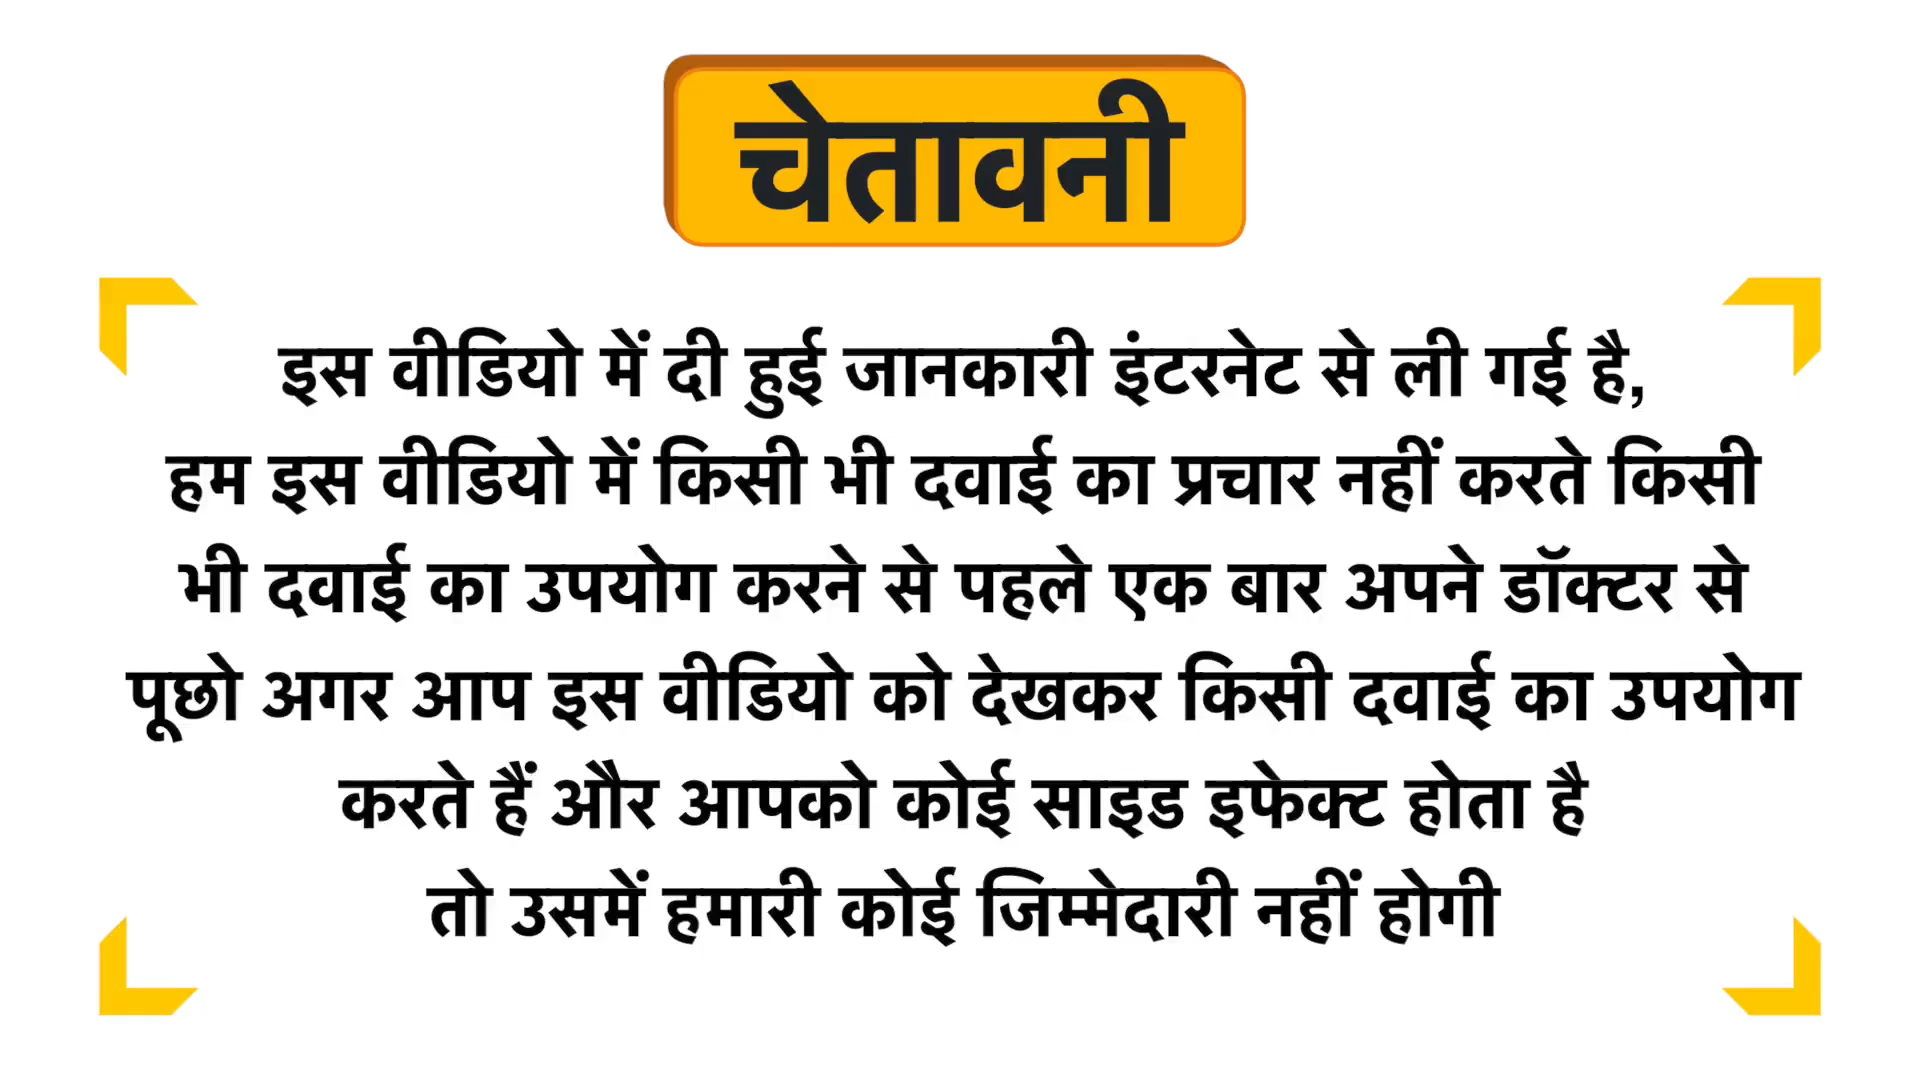 चेतावनी
इस वीडियो में दी हुई जानकारी इंटरनेट से ली गई है,
हम इस वीडियो में किसी भी दवाई का प्रचार नहीं करते किसी
भी दवाई का उपयोग करने से पहले एक बार अपने डॉक्टर से
पूछो अगर आप इस वीडियो को देखकर किसी दवाई का उपयोग
करते हैं और आपको कोई साइड इफेक्ट होता है
तो उसमें हमारी कोई जिम्मेदारी नहीं होगी